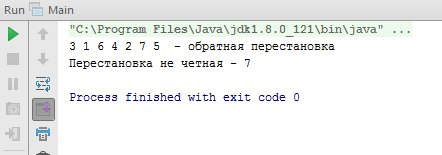 Run Main
"C:\Program Files\Java\jdk1.8.0_121\bin\java" ...
3 1 6 4 2 7 5  - обратная перестановка
Перестановка не четная - 7
Process finished with exit code 0